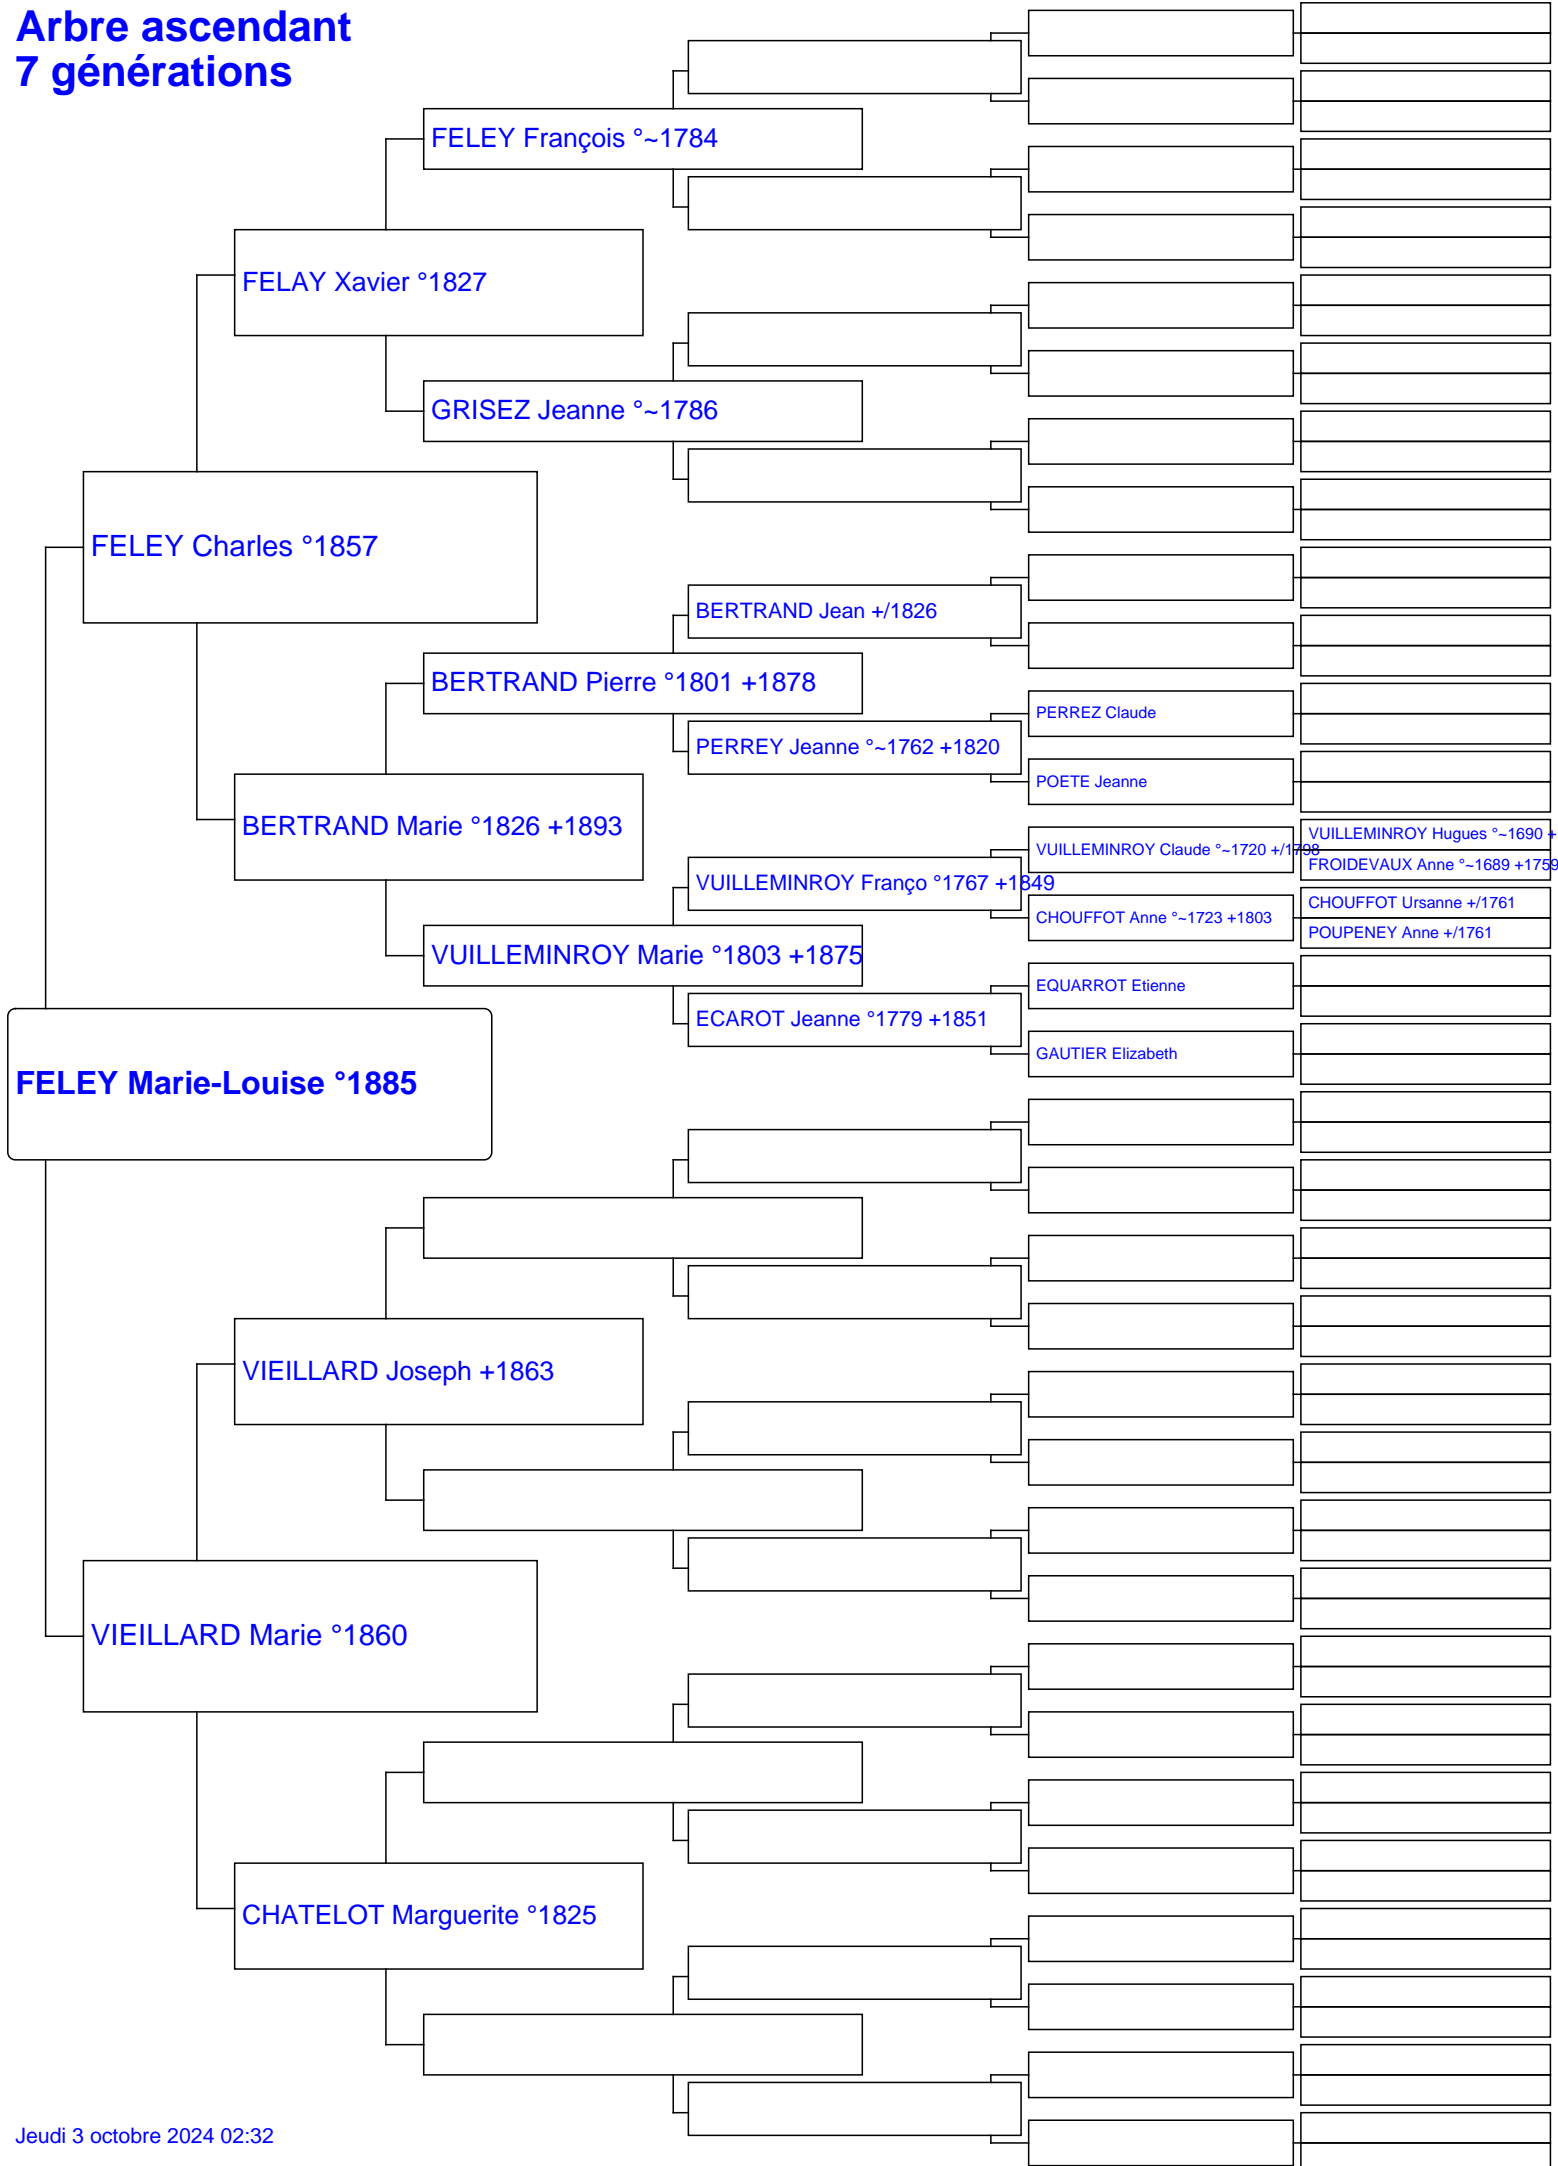 Arbre ascendant
7 générations
FELEY François °~1784
FELAY Xavier °1827
GRISEZ Jeanne °~1786
FELEY Charles °1857
BERTRAND Jean +/1826
BERTRAND Pierre °1801 +1878
PERREZ Claude
PERREY Jeanne °~1762 +1820
POETE Jeanne
BERTRAND Marie °1826 +1893
VUILLEMINROY Hugues °~1690 +
VUILLEMINROY Claude °~1720 +/1798
FROIDEVAUX Anne °~1689 +1759
VUILLEMINROY Franço °1767 +1849
CHOUFFOT Ursanne +/1761
CHOUFFOT Anne °~1723 +1803
POUPENEY Anne +/1761
VUILLEMINROY Marie °1803 +1875
EQUARROT Etienne
ECAROT Jeanne °1779 +1851
GAUTIER Elizabeth
FELEY Marie-Louise °1885
VIEILLARD Joseph +1863
VIEILLARD Marie °1860
CHATELOT Marguerite °1825
Jeudi 3 octobre 2024 02:32